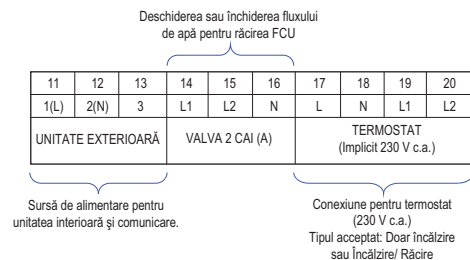 Deschiderea sau închiderea fluxului
de apă pentru răcirea FCU
11 12 13 14 15 16 17 18 19 20
1(L) 2(N) 3 L1 L2 N L N L1 L2
UNITATE EXTERIOARĂ VALVA 2 CAI (A) TERMOSTAT
(Implicit 230 V c.a.)
Sursă de alimentare pentru
unitatea interioară și comunicare.
Conexiune pentru termostat
(230 V c.a.)
Tipul acceptat: Doar încălzire
sau Încălzire/ Răcire